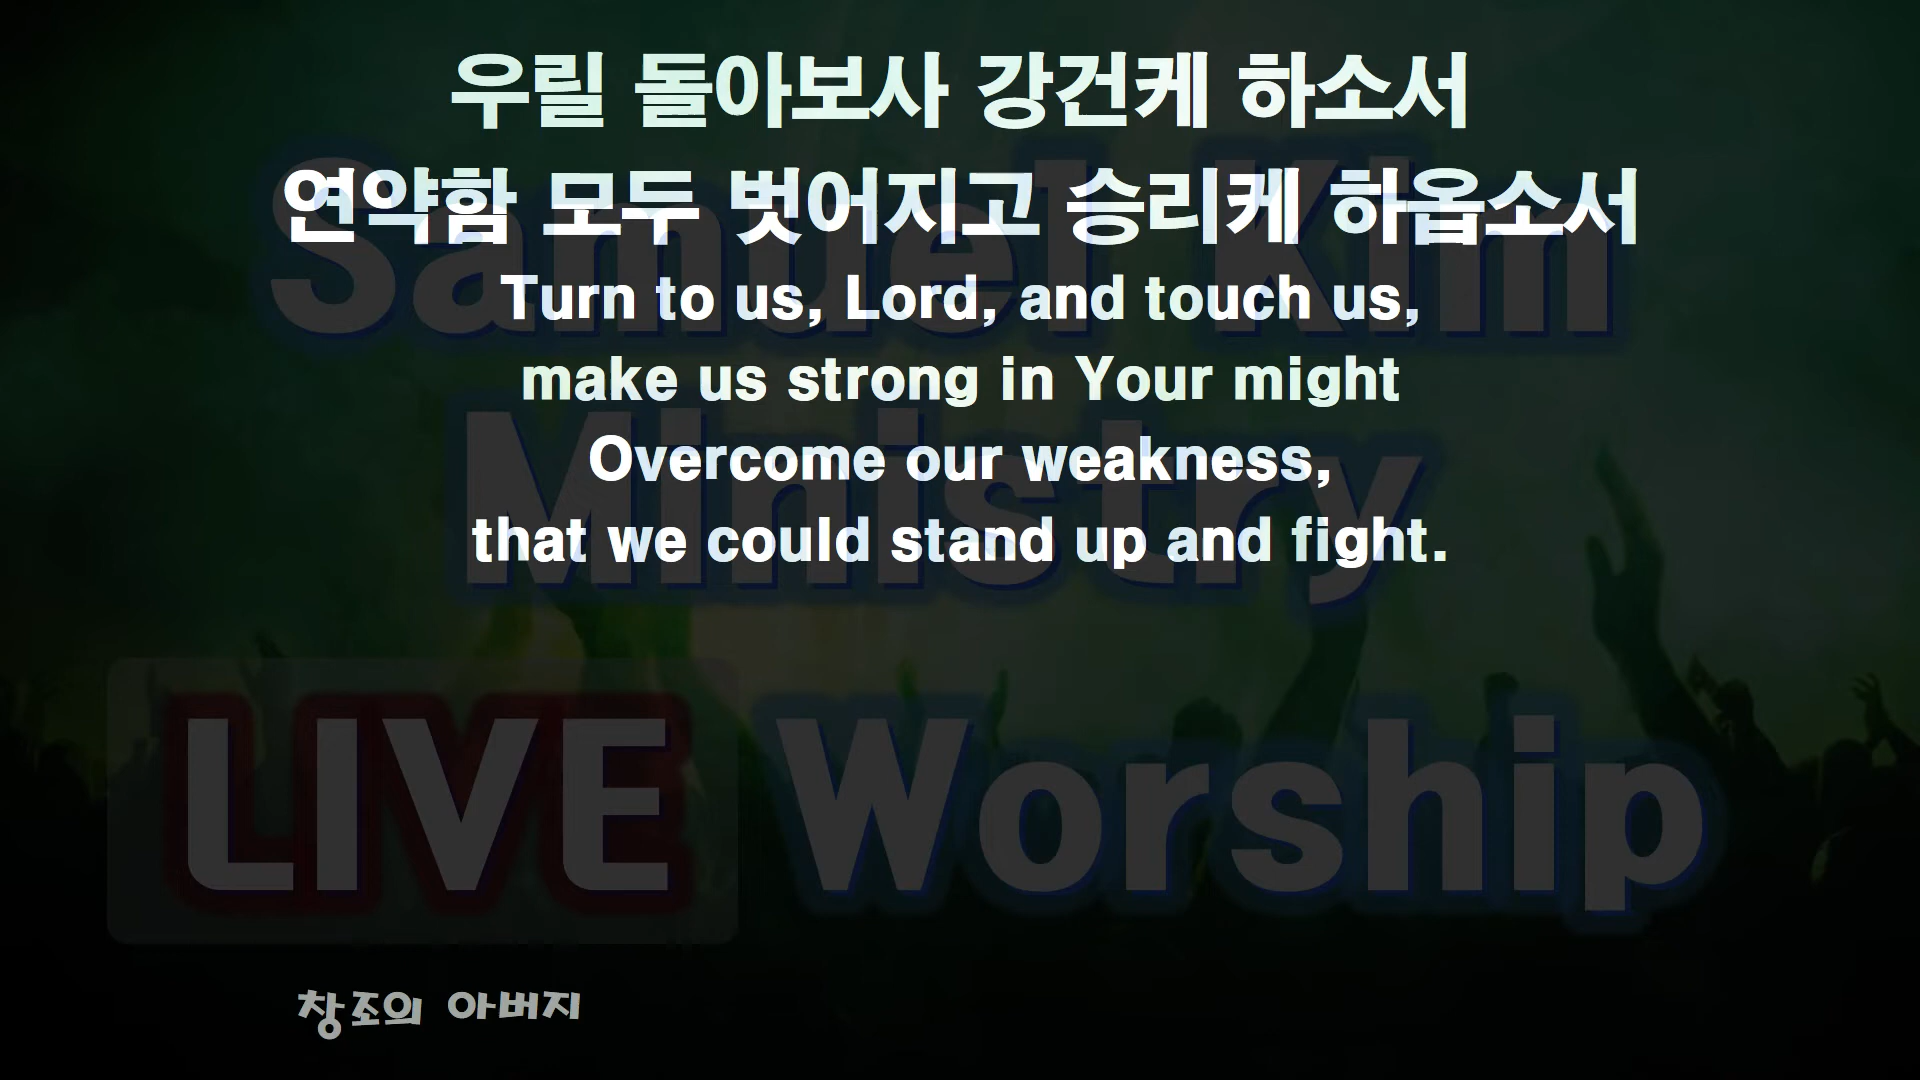 우릴 돌아보사 강건케 하소서
연약함 모두 벗어지고 승리케 하옵소서
Turn to us, Lord, and touch us,
make us strong in Your might
Overcome our weakness,
that we could stand up and fight.
Samuel Kim
Ministry
LIVE Worship
창조의 아버지